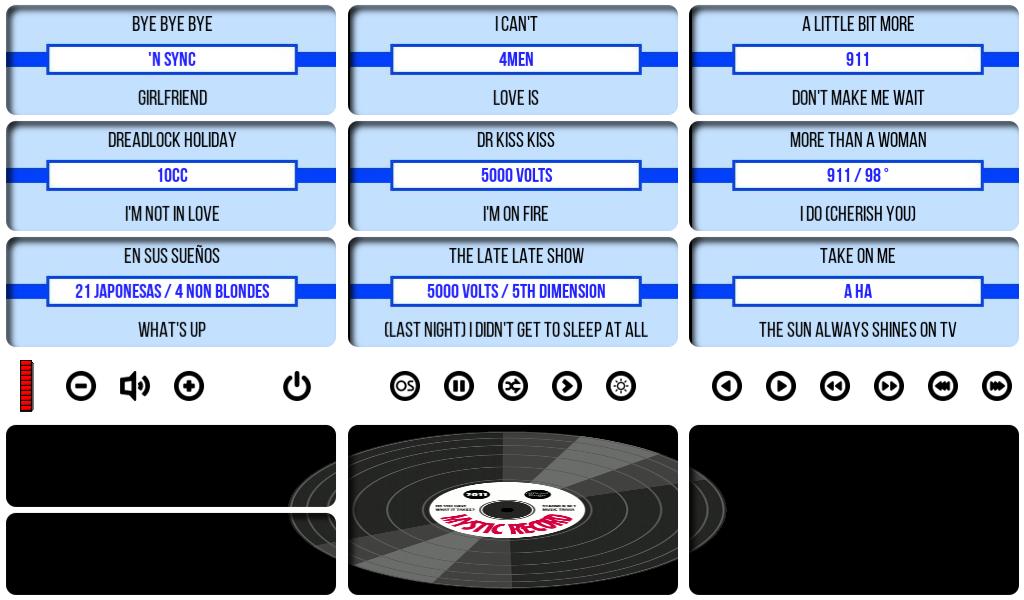 BYE BYE BYE
'N SYNC
GIRLFRIEND
I CAN'T
4MEN
LOVE IS
A LITTLE BIT MORE
911
DON'T MAKE ME WAIT
DREADLOCK HOLIDAY
10CC
I'M NOT IN LOVE
DR KISS KISS
5000 VOLTS
I'M ON FIRE
MORE THAN A WOMAN
911 / 98°
I DO (CHERISH YOU)
EN SUS SUEÑOS
21 JAPONESAS / 4 NON BLONDES
WHAT'S UP
THE LATE LATE SHOW
5000 VOLTS / 5TH DIMENSION
(LAST NIGHT) I DIDN'T GET TO SLEEP AT ALL
TAKE ON ME
A HA
THE SUN ALWAYS SHINES ON TV
OS
MYSTIC RECORD